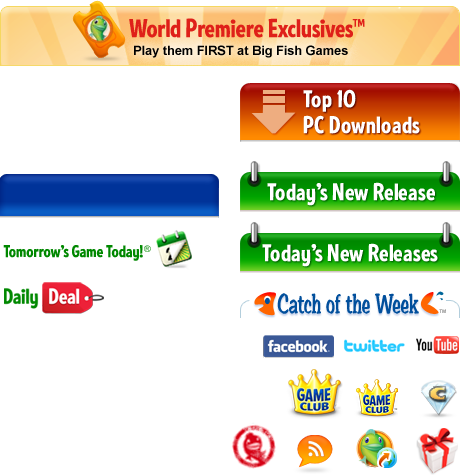 World Premiere Exclusives™
Play them FIRST at Big Fish Games
Top 10
PC Downloads
Today's New Release
Tomorrow's Game Today!®
Today's New Releases
Daily Deal
Catch of the Week™
facebook
twitter
YouTube
GAME
CLUB
GAME
CLUB
C